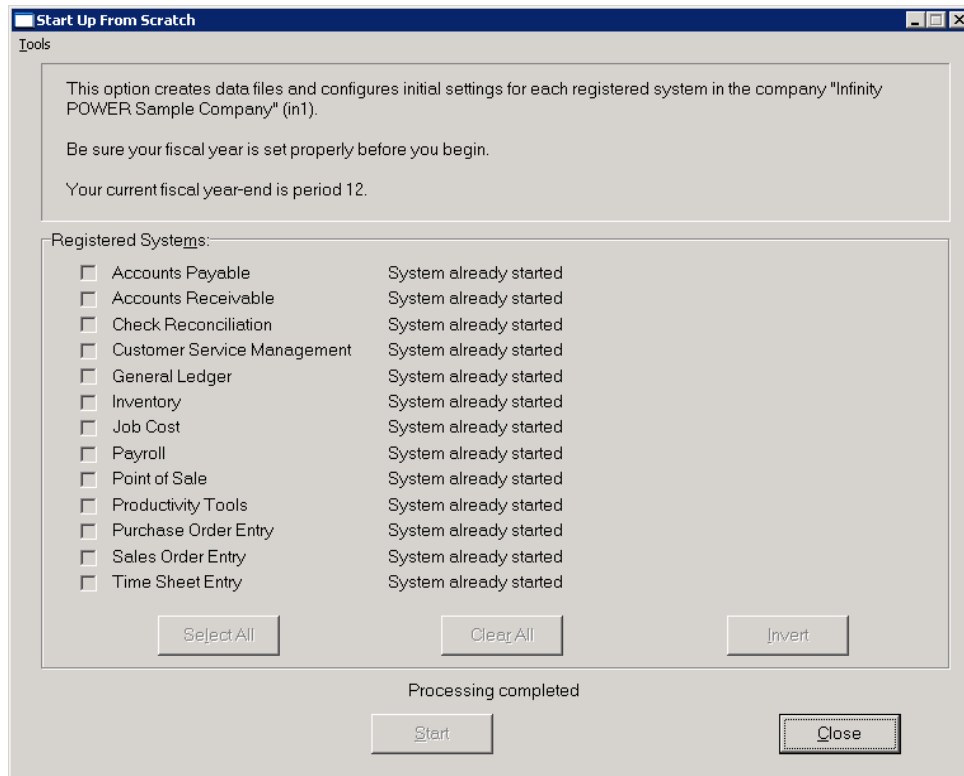 Start Up From Scratch
Tools
This option creates data files and configures initial settings for each registered system in the company "Infinity
POWER Sample Company" (in1).
Be sure your fiscal year is set properly before you begin.
Your current fiscal year-end is period 12.
Registered Systems:
Accounts Payable System already started
Accounts Receivable System already started
Check Reconciliation System already started
Customer Service Management System already started
General Ledger System already started
Inventory System already started
Job Cost System already started
Payroll System already started
Point of Sale System already started
Productivity Tools System already started
Purchase Order Entry System already started
Sales Order Entry System already started
Time Sheet Entry System already started
Select All Clear All Invert
Processing completed
Start Close